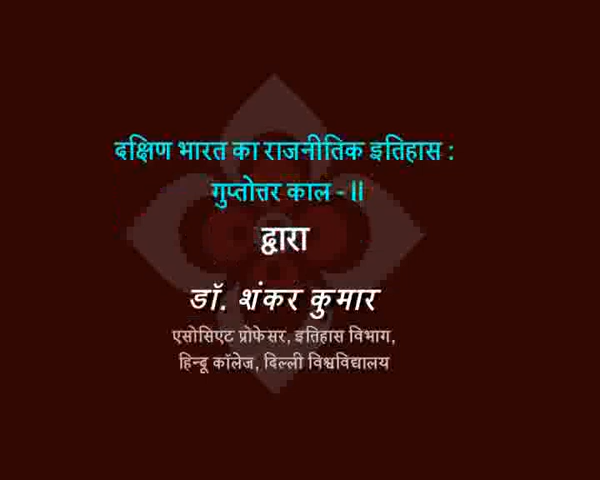 दक्षिण भारत का राजनीतिक इतिहास :
गुप्तोत्तर काल - II
द्वारा
डॉ. शंकर कुमार
एसोसिएट प्रोफेसर, इतिहास विभाग,
हिन्दू कॉलेज, दिल्ली विश्वविद्यालय